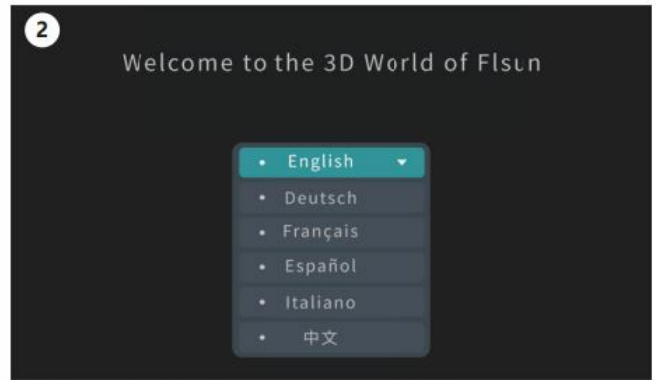 2
Welcome to the 3D World of Flsun
• English
• Deutsch
• Français
• Español
• Italiano
• 中文